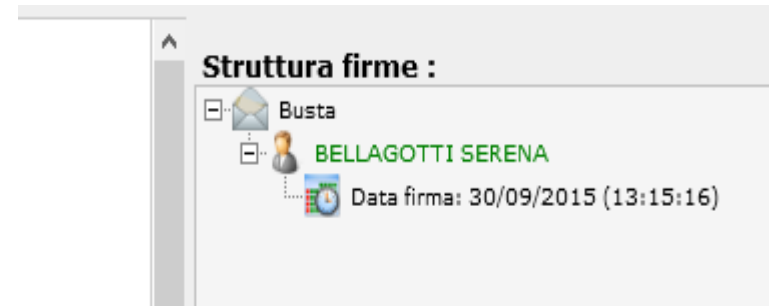 Struttura firme :
Busta
BELLAGOTTI SERENA
Data firma: 30/09/2015 (13:15:16)